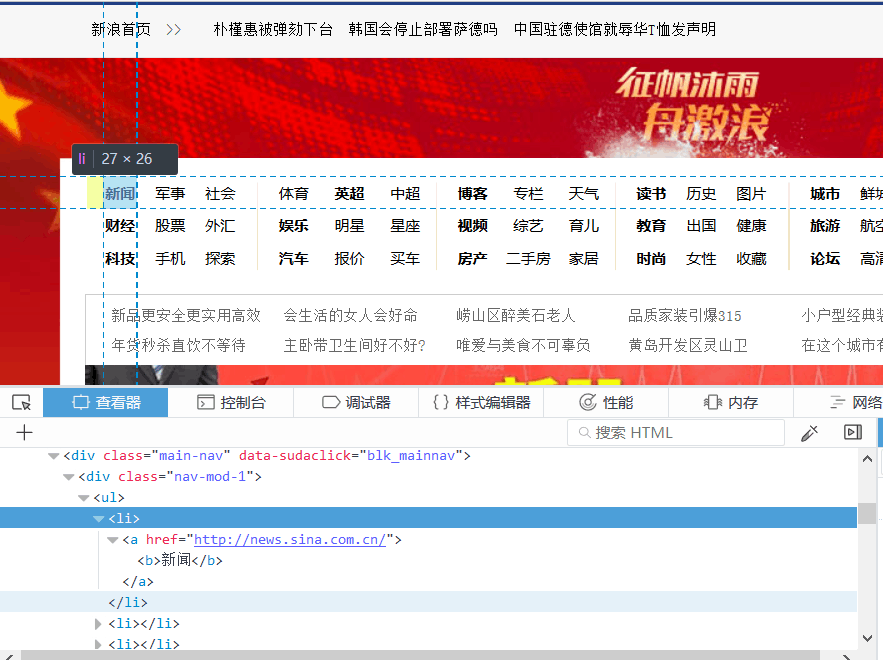 新浪首页 >> 朴槿惠被弹劾下台 韩国会停止部署萨德吗 中国驻德使馆就辱华T恤发声明
征帆沐雨
舟激浪
li 27 × 26
新闻 军事 社会 体育 英超 中超 博客 专栏 天气 读书 历史 图片 城市
财经 股票 外汇 娱乐 明星 星座 视频 综艺 育儿 教育 出国 健康 旅游
科技 手机 探索 汽车 报价 买车 房产 二手房 家居 时尚 女性 收藏 论坛 高清
新品更安全更实用高效 会生活的女人会好命 崂山区醉美石老人 品质家装引爆315 小户型经典
年货秒杀直饮不等待 主卧带卫生间好不好? 唯爱与美食不可辜负 黄岛开发区灵山卫 在这个城市
查看器 控制台 调试器 {} 样式编辑器 性能 内存 网络
+ 搜索 HTML
<div class="main-nav" data-sudaclick="blk_mainnav">
<div class="nav-mod-1">
<ul>
<li>
<a href="http://news.sina.com.cn/">
<b>新闻</b>
</a>
</li>
<li></li>
<li></li>